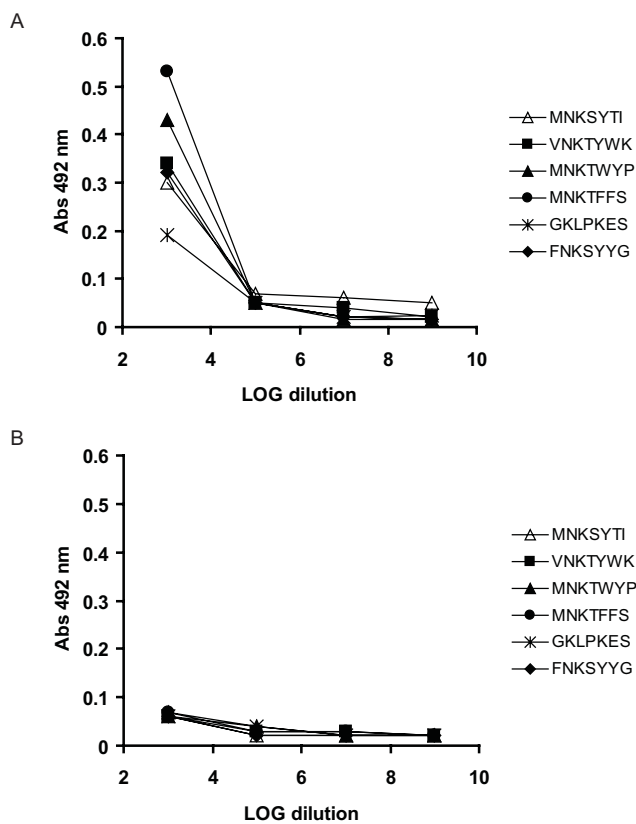 A
0.6
0.5
0.4
0.3
0.2
0.1
0
Abs 492 nm
2 4 6 8 10
LOG dilution
MNKSYTI
VNKTYWK
MNKTWYP
MNKTFFS
GKLPKES
FNKSYYG
B
0.6
0.5
0.4
0.3
0.2
0.1
0
Abs 492 nm
2 4 6 8 10
LOG dilution
MNKSYTI
VNKTYWK
MNKTWYP
MNKTFFS
GKLPKES
FNKSYYG